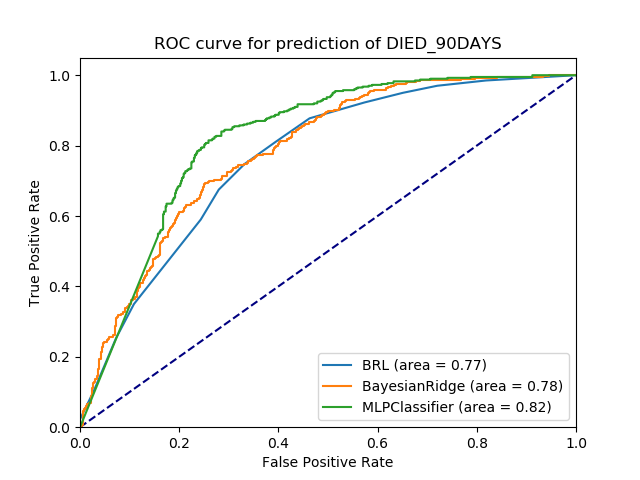 ROC curve for prediction of DIED_90DAYS
True Positive Rate
1.0
0.8
0.6
0.4
0.2
0.0
BRL (area = 0.77)
BayesianRidge (area = 0.78)
MLPClassifier (area = 0.82)
0.0 0.2 0.4 0.6 0.8 1.0
False Positive Rate